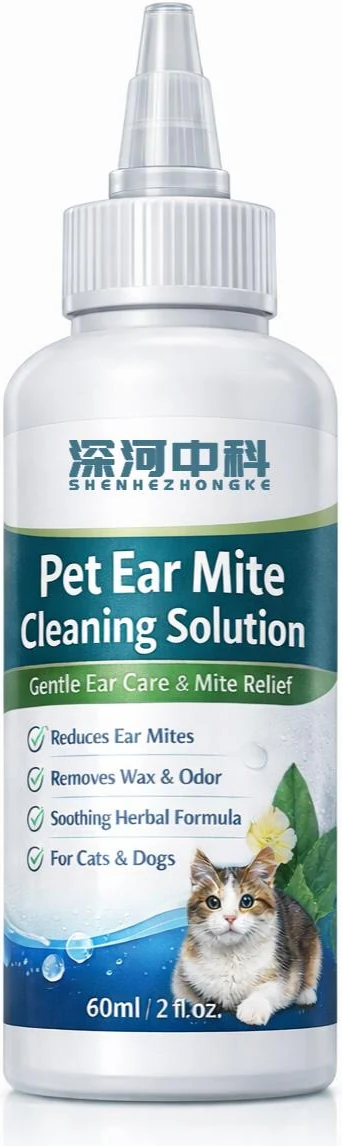 深河中科
SHENHEZHONGKE
Pet Ear Mite
Cleaning Solution
Gentle Ear Care & Mite Relief
Reduces Ear Mites
Removes Wax & Odor
Soothing Herbal Formula
For Cats & Dogs
60ml / 2 fl.oz.